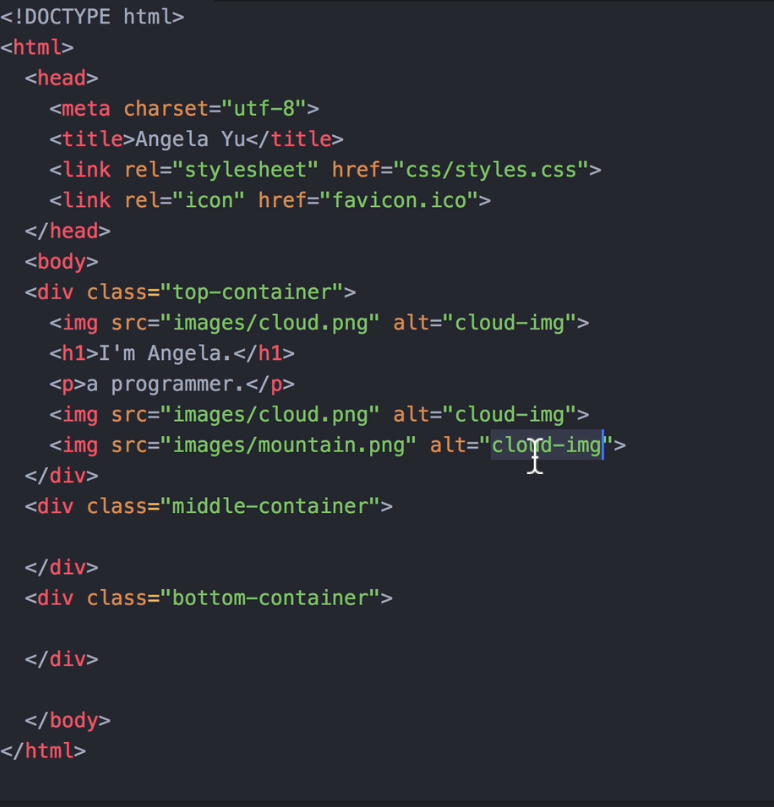 <!DOCTYPE html>
<html>
  <head>
    <meta charset="utf-8">
    <title>Angela Yu</title>
    <link rel="stylesheet" href="css/styles.css">
    <link rel="icon" href="favicon.ico">
  </head>
  <body>
  <div class="top-container">
    <img src="images/cloud.png" alt="cloud-img">
    <h1>I'm Angela.</h1>
    <p>a programmer.</p>
    <img src="images/cloud.png" alt="cloud-img">
    <img src="images/mountain.png" alt="cloud-img">
  </div>
  <div class="middle-container">

  </div>
  <div class="bottom-container">

  </div>

  </body>
</html>